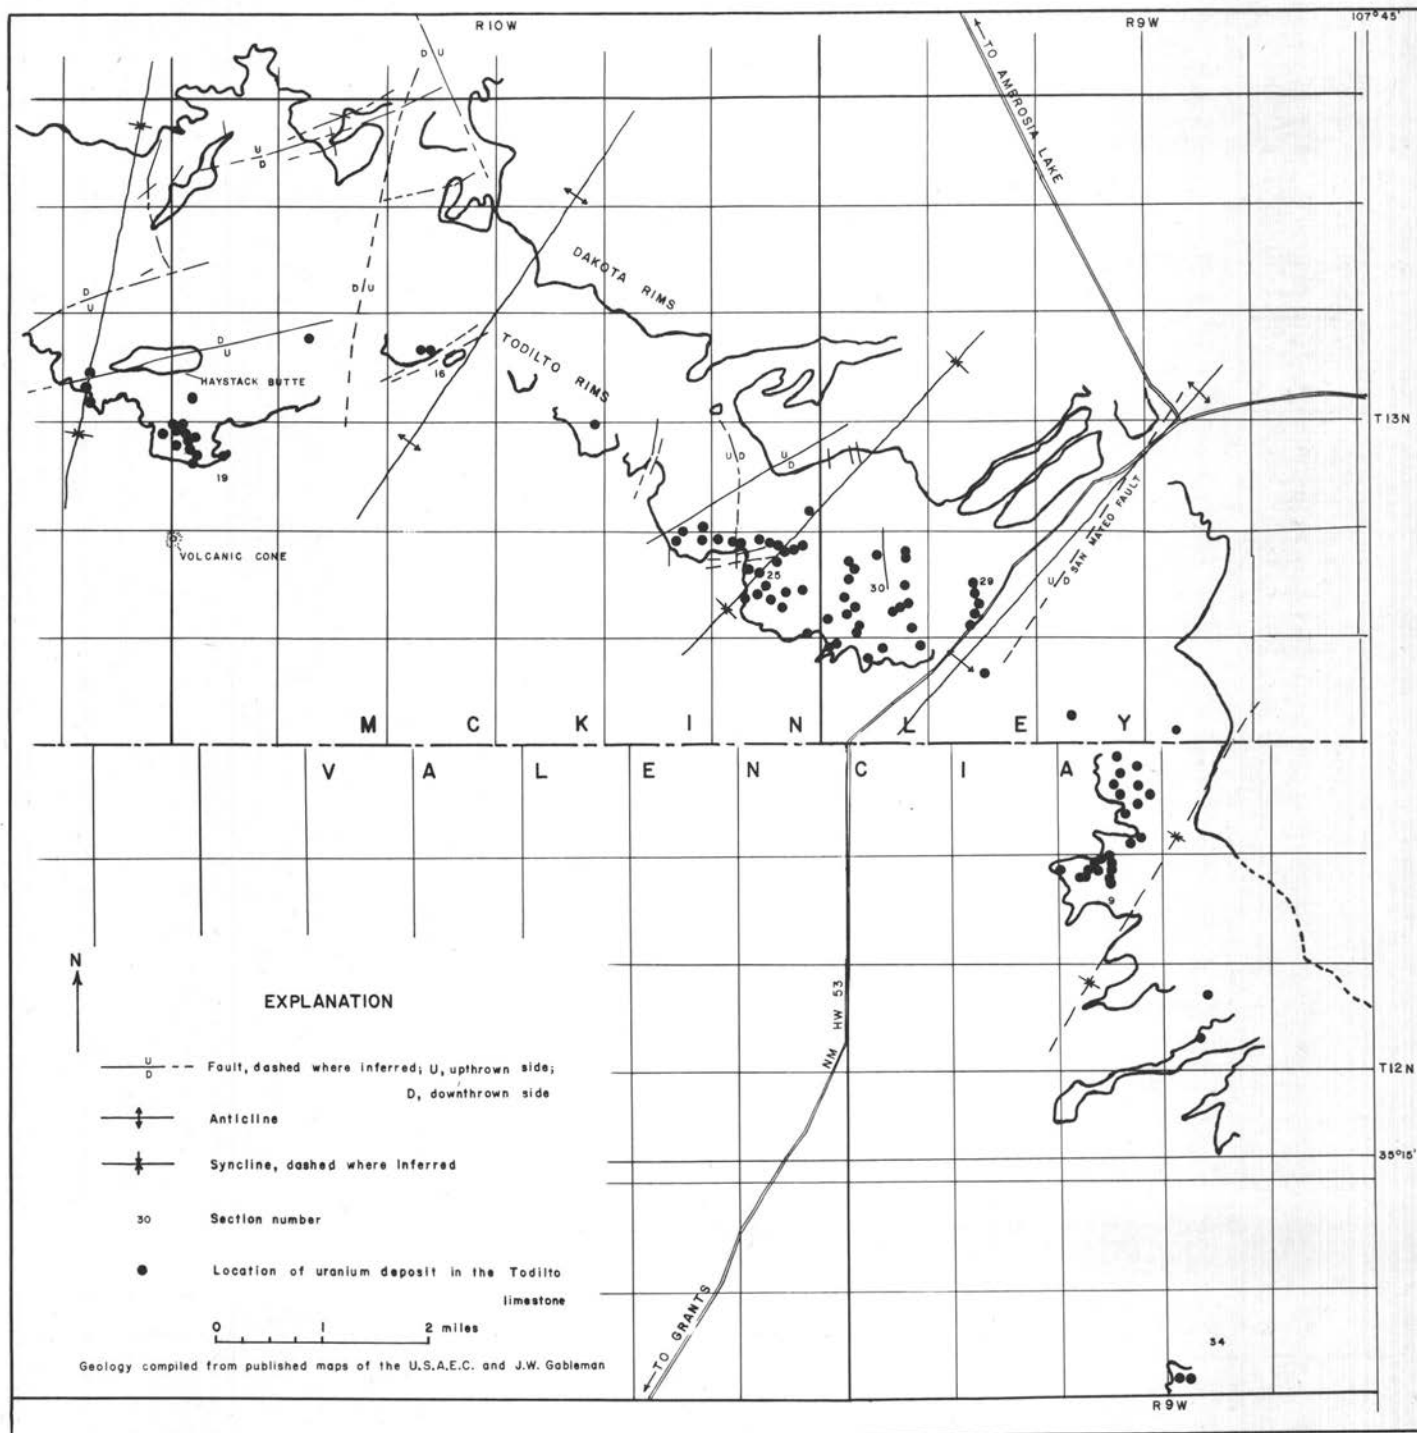 R10W
R9W
107°45'
D U
←TO AMBROSIA LAKE
U
D
DAKOTA RIMS
D/U
D
U
TODILTO RIMS
D
U
16
HAYSTACK BUTTE
T13N
U D
U
D
19
SAN MATEO FAULT
VOLCANIC CONE
25
30
29
U/D
M C K I N L E Y
V A L E N C I A
9
N
NM HW 53
EXPLANATION
U
D
Fault, dashed where inferred; U, upthrown side;
D, downthrown side
T12N
Anticline
Syncline, dashed where Inferred
35°15'
30 Section number
Location of uranium deposit in the Todilto
limestone
←TO GRANTS
0 1 2 miles
34
Geology compiled from published maps of the U.S.A.E.C. and J.W. Gableman
R9W